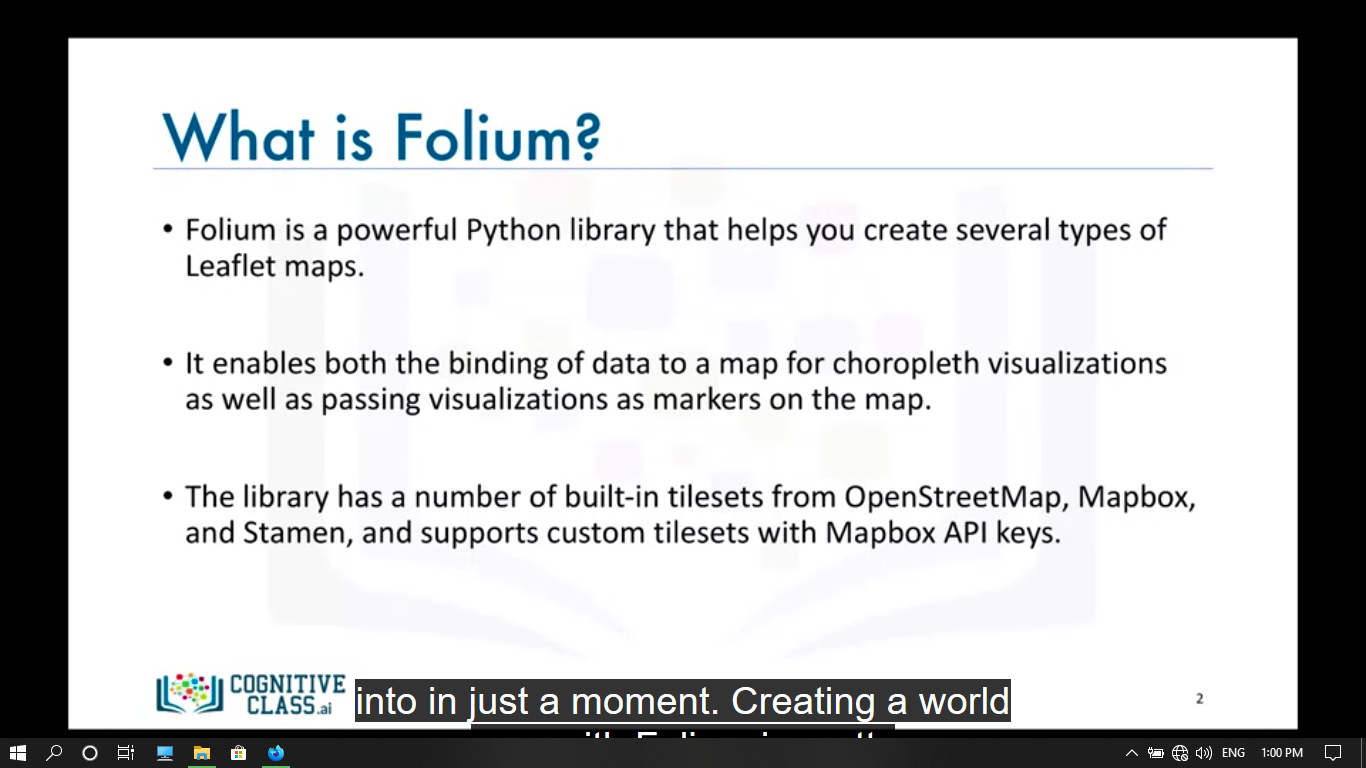 What is Folium?
• Folium is a powerful Python library that helps you create several types of
Leaflet maps.
• It enables both the binding of data to a map for choropleth visualizations
as well as passing visualizations as markers on the map.
• The library has a number of built-in tilesets from OpenStreetMap, Mapbox,
and Stamen, and supports custom tilesets with Mapbox API keys.
COGNITIVE
CLASS.ai
into in just a moment. Creating a world
2
ENG
1:00 PM